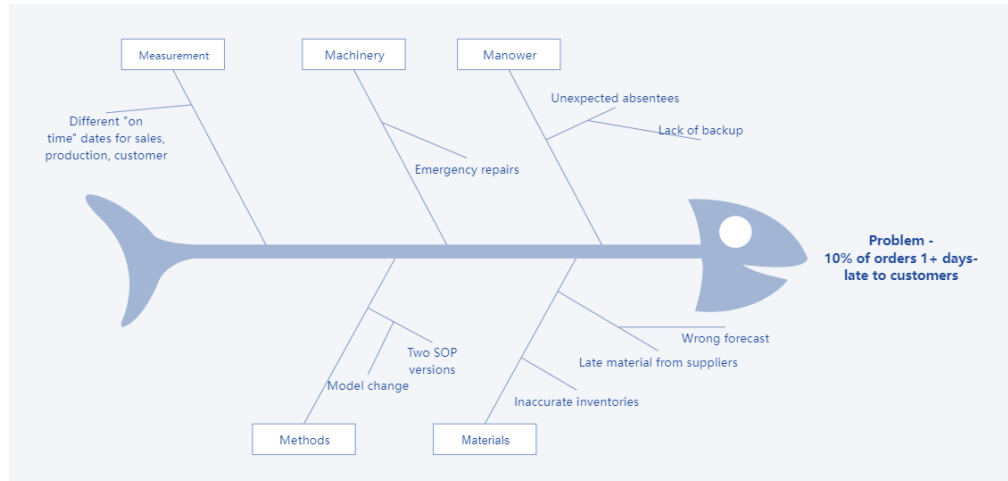 Measurement
Machinery
Manower
Different "on
time" dates for sales,
production, customer
Emergency repairs
Unexpected absentees
Lack of backup
Problem -
10% of orders 1+ days-
late to customers
Two SOP
versions
Model change
Wrong forecast
Late material from suppliers
Inaccurate inventories
Methods
Materials